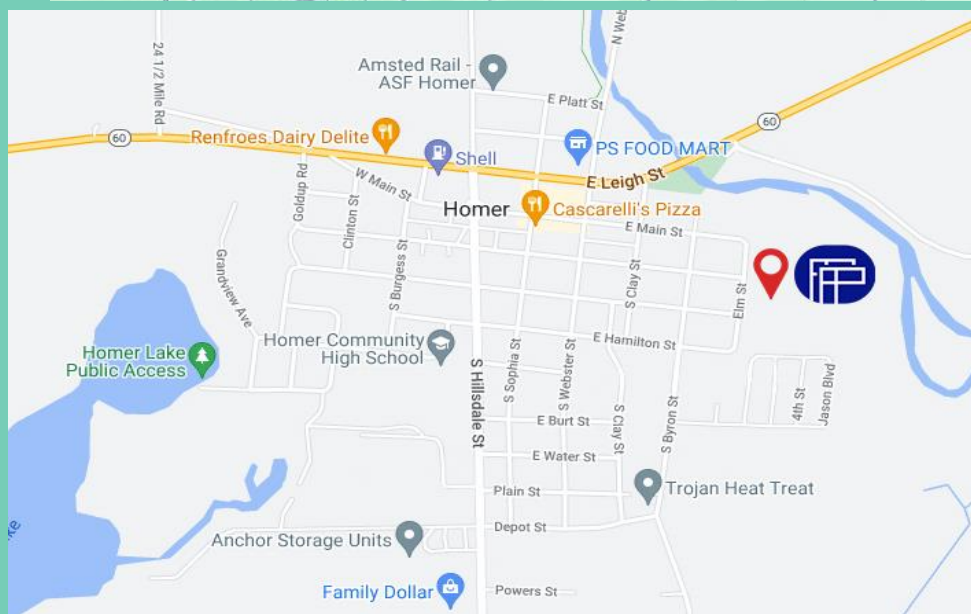 24 1/2 Mile Rd
N Web
Amsted Rail -
ASF Homer
E Platt St
60
60
Renfroes Dairy Delite
Shell
PS FOOD MART
E Leigh St
W Main St
Goldup Rd
Clinton St
Homer
Cascarelli's Pizza
E Main St
Grandview Ave
S Burgess St
S Clay St
Elm St
Homer Community
High School
E Hamilton St
Homer Lake
Public Access
S Hillsdale St
S Sophia St
S Webster St
S Clay St
S Byron St
4th St
Jason Blvd
E Burt St
E Water St
Plain St
Trojan Heat Treat
Depot St
Anchor Storage Units
ke
Family Dollar
Powers St